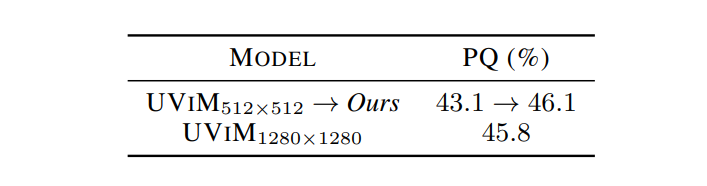 MODEL PQ (%)
UVIM512×512 → Ours 43.1 → 46.1
UVIM1280×1280 45.8